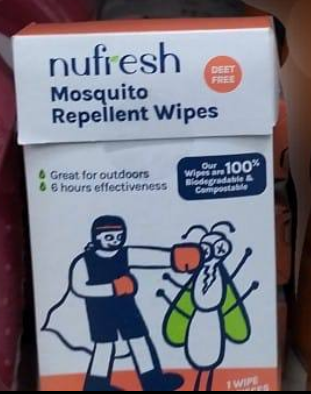 nufresh
DEET
FREE
Mosquito
Repellent Wipes
Great for outdoors
6 hours effectiveness
Our
Wipes are 100%
Biodegradable &
Compostable
1 WIPE